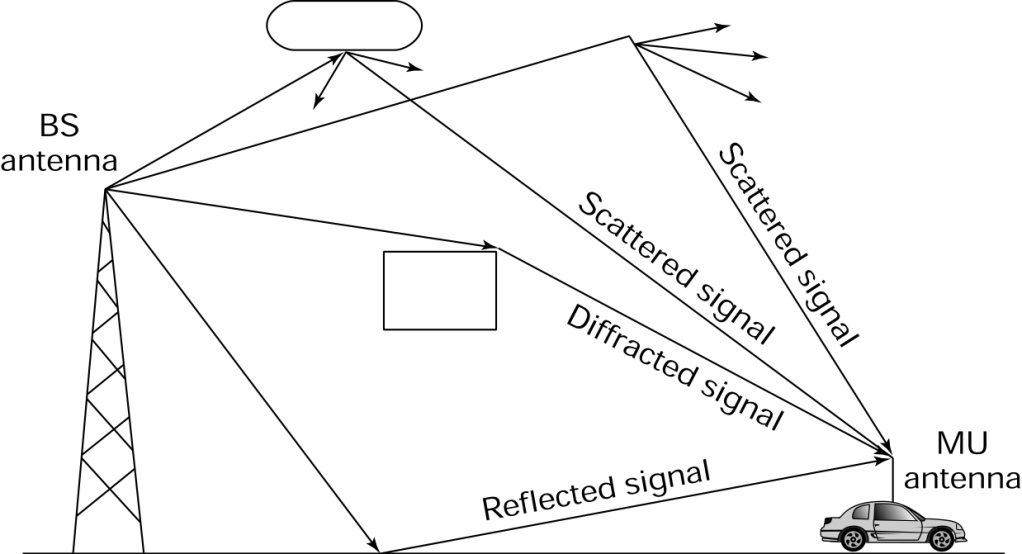 BS
antenna
Scattered signal
Scattered signal
Diffracted signal
Reflected signal
MU
antenna